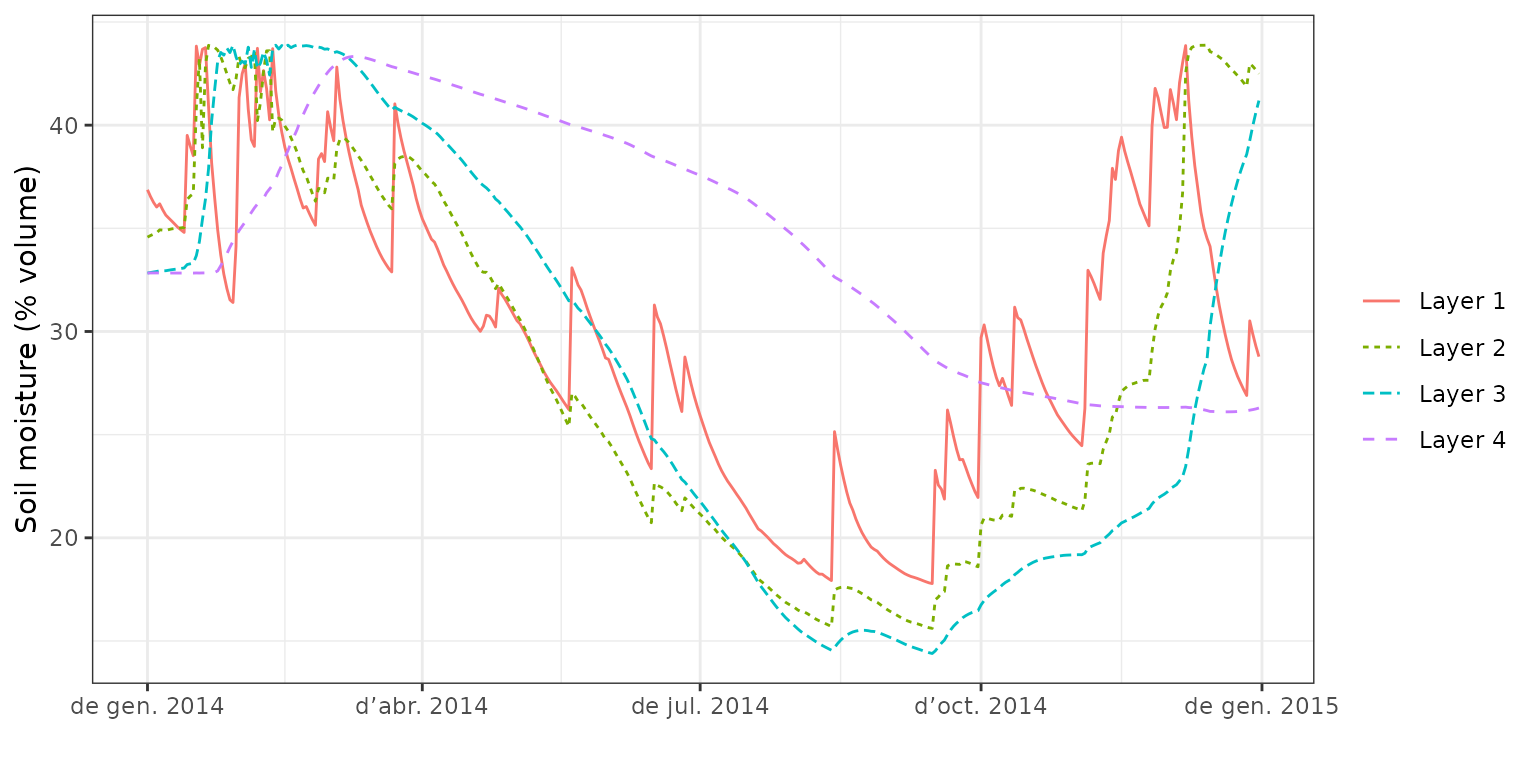 Soil moisture (% volume)
40
30
20
de gen. 2014
d’abr. 2014
de jul. 2014
d’oct. 2014
de gen. 2015
Layer 1
Layer 2
Layer 3
Layer 4